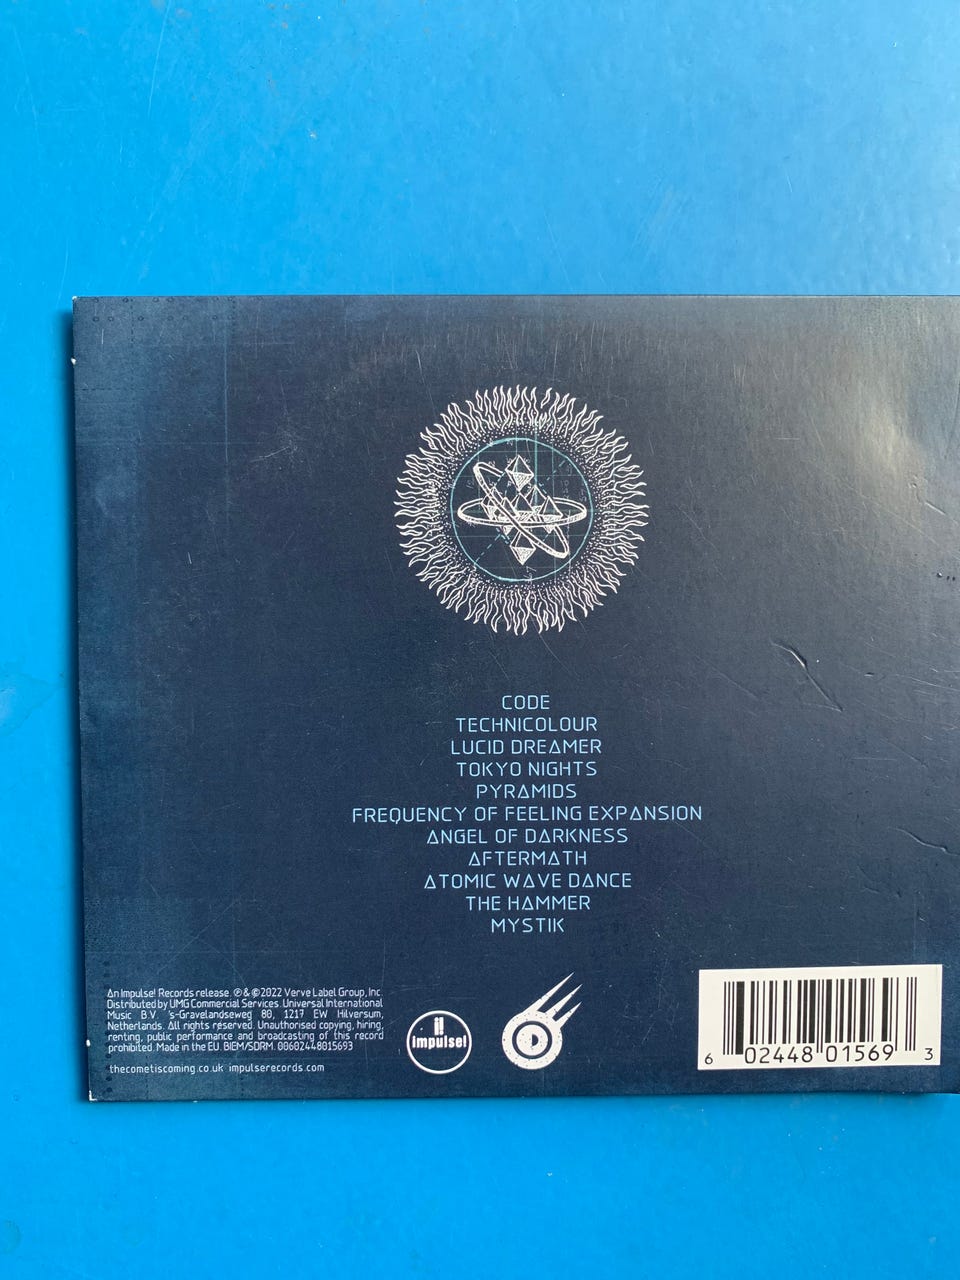 CODE
TECHNICOLOUR
LUCID DREAMER
TOKYO NIGHTS
PYRAMIDS
FREQUENCY OF FEELING EXPANSION
ANGEL OF DARKNESS
AFTERMATH
ATOMIC WAVE DANCE
THE HAMMER
MYSTIK
An Impulse! Records release. ℗ & ©2022 Verve Label Group, Inc.
Distributed by UMG Commercial Services. Universal International
Music B.V. 's-Gravelandseweg 80, 1217 EW Hilversum,
Netherlands. All rights reserved. Unauthorised copying, hiring,
renting, public performance and broadcasting of this record
prohibited. Made in the EU. BIEM/SDRM. 00602448015693
thecometiscoming.co.uk impulserecords.com
impulse!
D
6 02448 01569 3